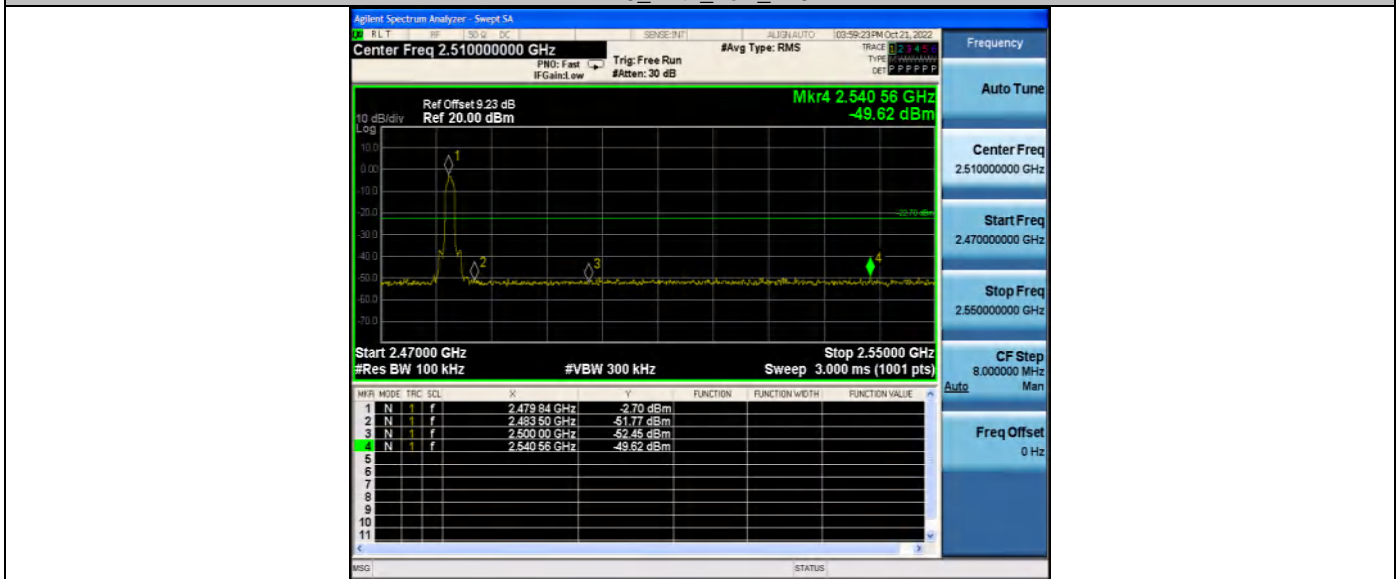 Agilent Spectrum Analyzer - Swept SA
RLT RF 50 Ω DC SENSE:INT ALIGNAUTO 03:59:23 PM Oct 21, 2022
Center Freq 2.510000000 GHz
#Avg Type: RMS
TRACE 1 2 3 4 5 6
PNO: Fast Trig: Free Run
TYPE
IFGain:Low #Atten: 30 dB
DET P P P P P P
Mkr4 2.540 56 GHz
Ref Offset 9.23 dB
-49.62 dBm
10 dB/div Ref 20.00 dBm
Log
10.0
1
0.00
-10.0
-20.0
-22.70 dBm
-30.0
-40.0
2
3
4
-50.0
-60.0
-70.0
Start 2.47000 GHz Stop 2.55000 GHz
#Res BW 100 kHz #VBW 300 kHz Sweep 3.000 ms (1001 pts)
MKR MODE TRC SCL X Y FUNCTION FUNCTION WIDTH FUNCTION VALUE
1 N 1 f 2.479 84 GHz -2.70 dBm
2 N 1 f 2.483 50 GHz -51.77 dBm
3 N 1 f 2.500 00 GHz -52.45 dBm
4 N 1 f 2.540 56 GHz -49.62 dBm
5
6
7
8
9
10
11
MSG STATUS
Frequency
Auto Tune
Center Freq
2.510000000 GHz
Start Freq
2.470000000 GHz
Stop Freq
2.550000000 GHz
CF Step
8.000000 MHz
Auto Man
Freq Offset
0 Hz